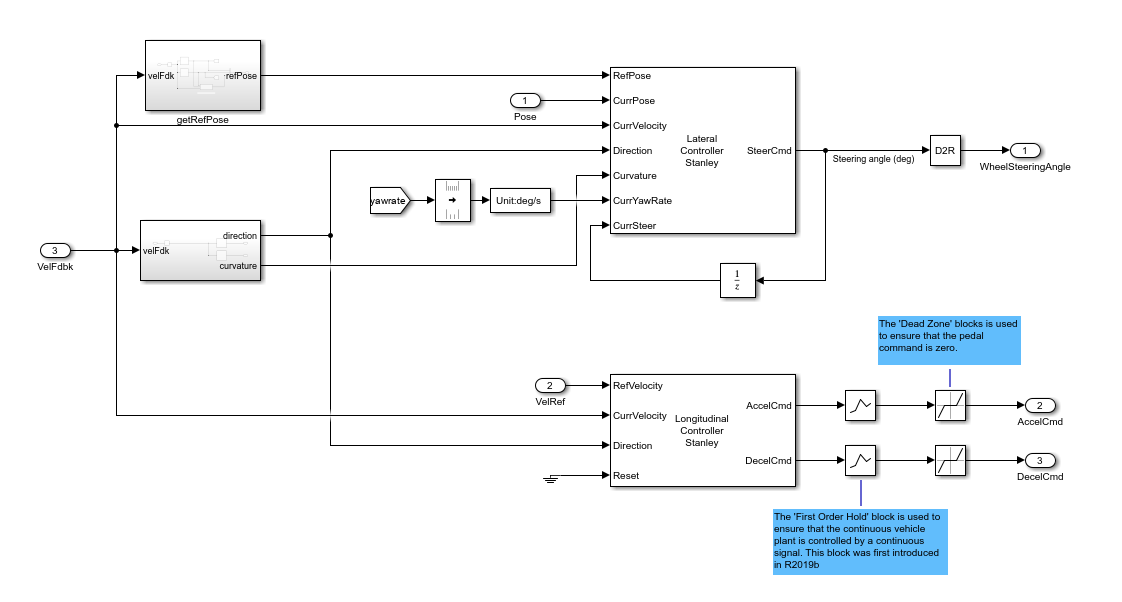 velFdk
refPose
getRefPose
1
Pose
RefPose
CurrPose
CurrVelocity
Direction
Curvature
CurrYawRate
CurrSteer
Lateral
Controller
Stanley
SteerCmd
Steering angle (deg)
D2R
1
WheelSteeringAngle
yawrate
Unit:deg/s
3
VelFdbk
velFdk
direction
curvature
1
z
The 'Dead Zone' blocks is used
to ensure that the pedal
command is zero.
2
VelRef
RefVelocity
CurrVelocity
Direction
Reset
Longitudinal
Controller
Stanley
AccelCmd
DecelCmd
2
AccelCmd
3
DecelCmd
The 'First Order Hold' block is used to
ensure that the continuous vehicle
plant is controlled by a continuous
signal. This block was first introduced
in R2019b